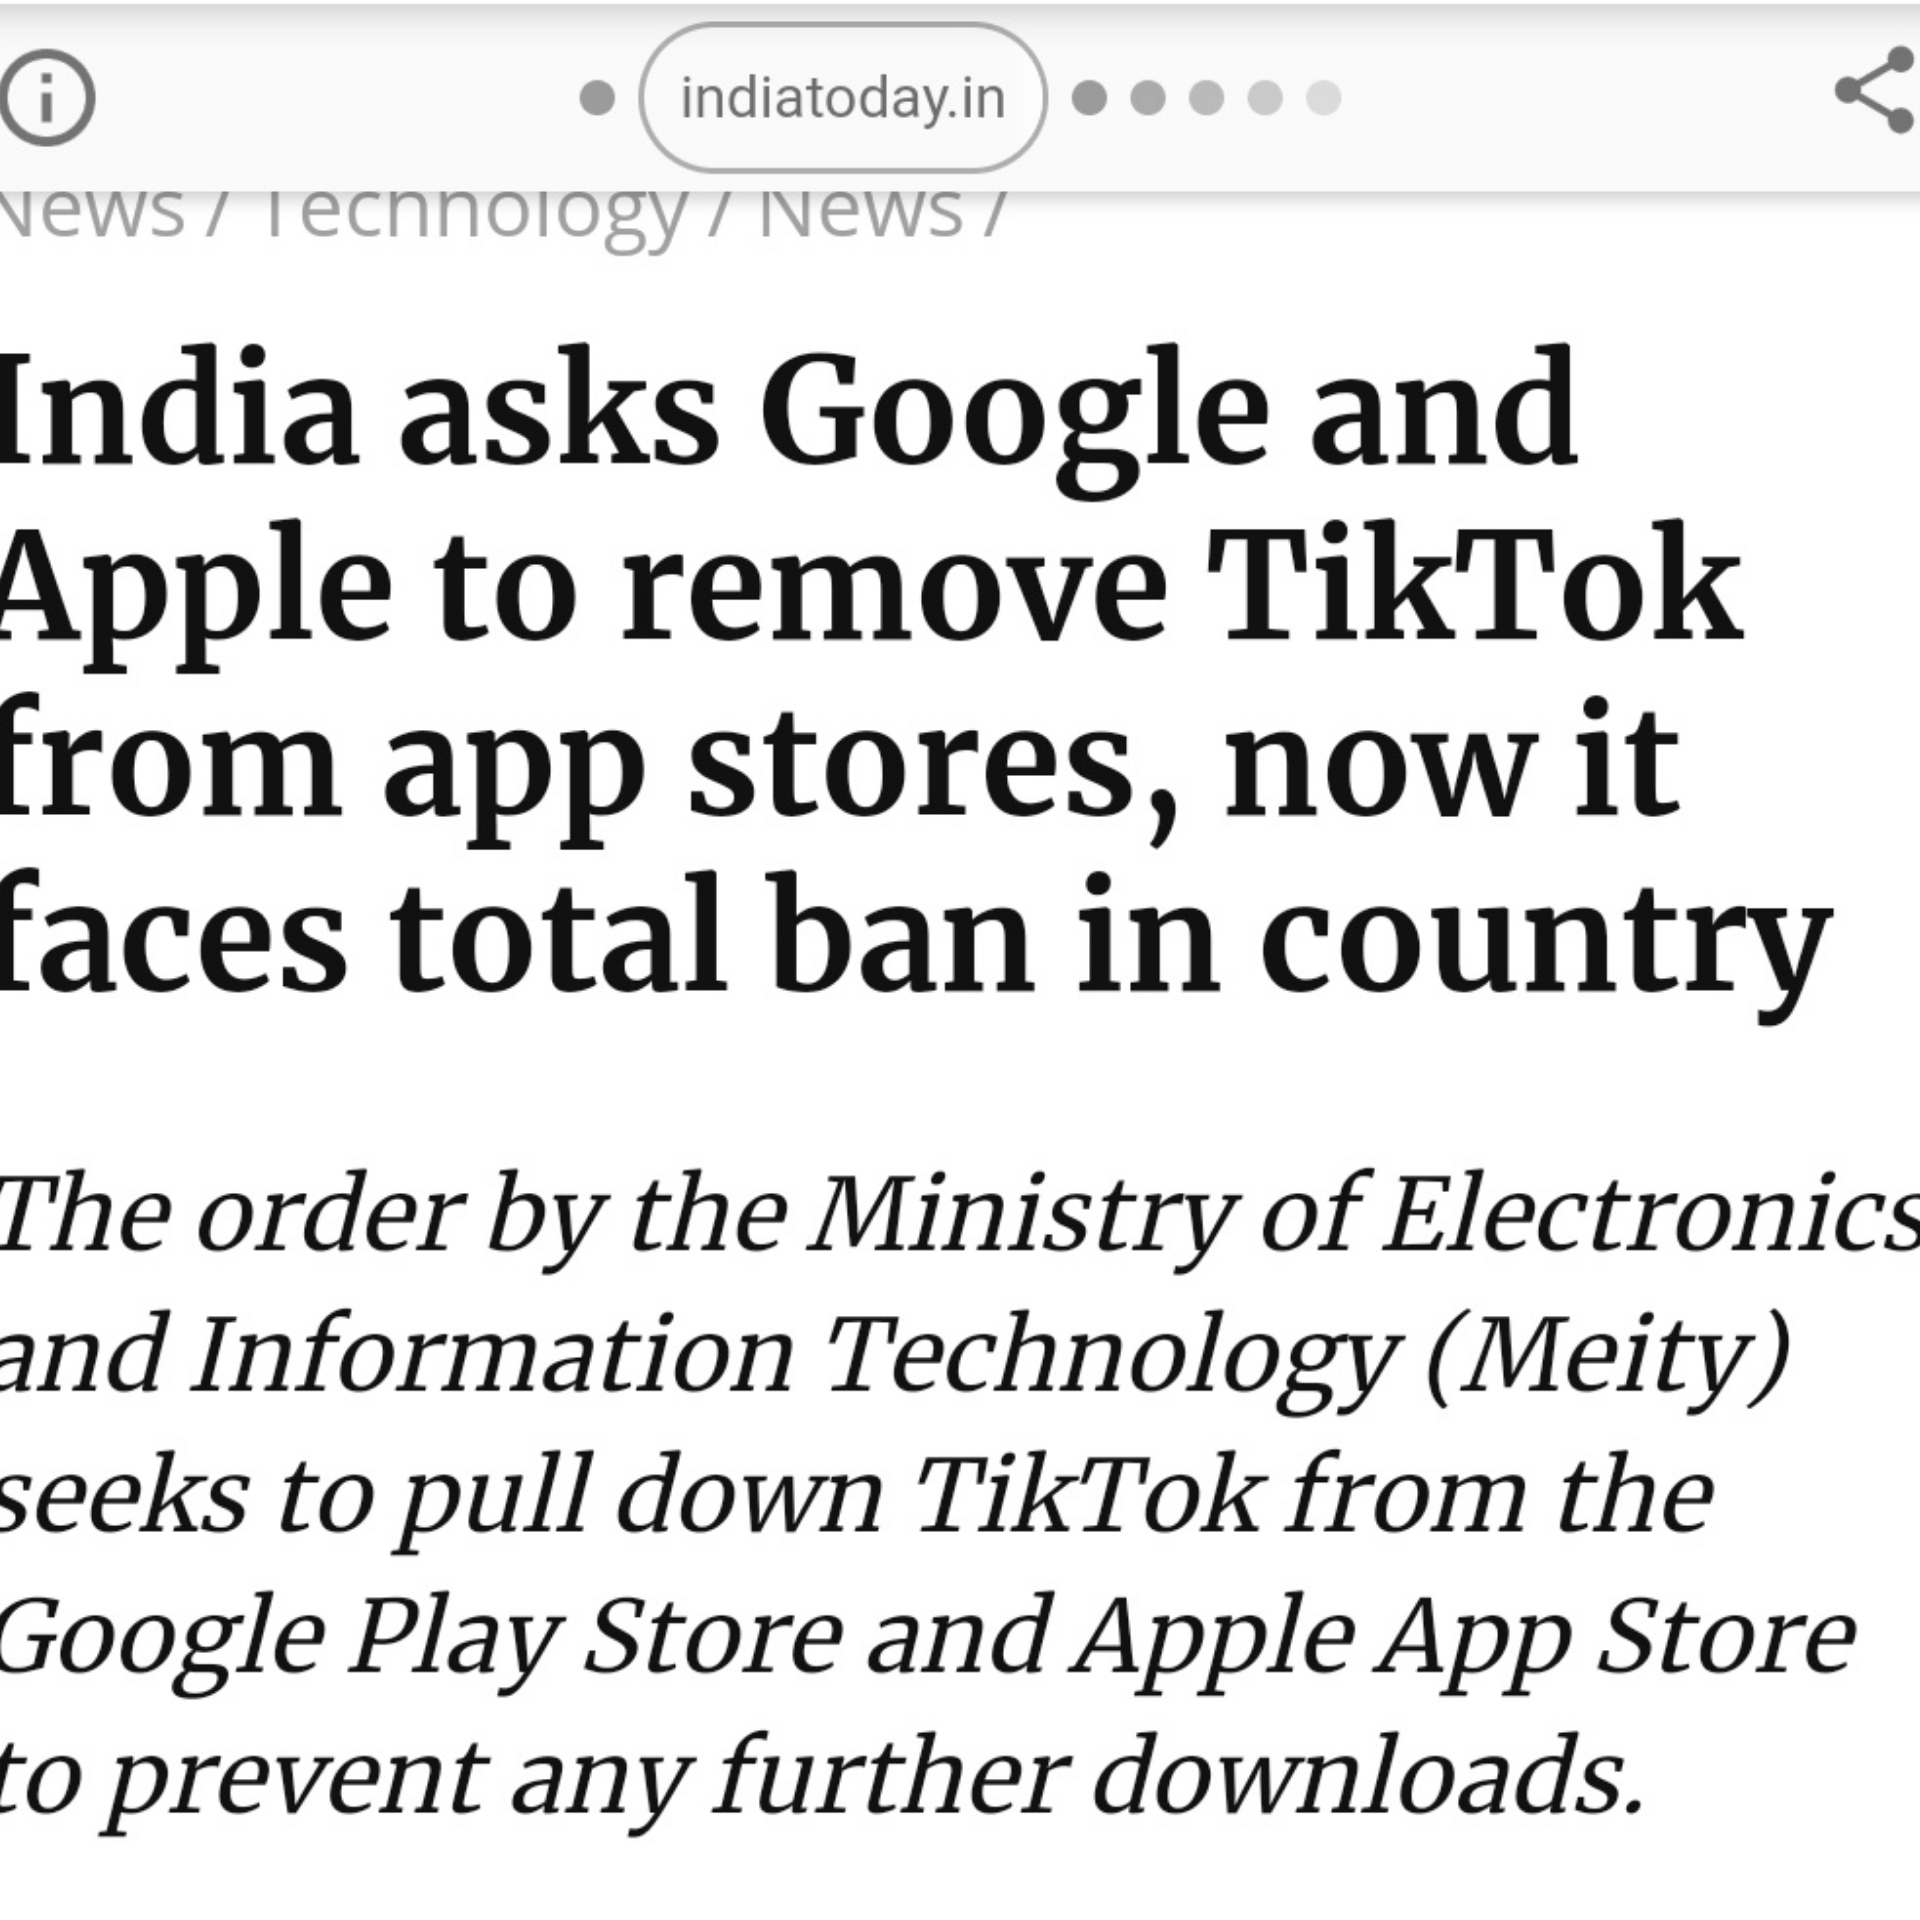 indiatoday.in
News / Technology / News /
India asks Google and
Apple to remove TikTok
from app stores, now it
faces total ban in country
The order by the Ministry of Electronics
and Information Technology (Meity)
seeks to pull down TikTok from the
Google Play Store and Apple App Store
to prevent any further downloads.